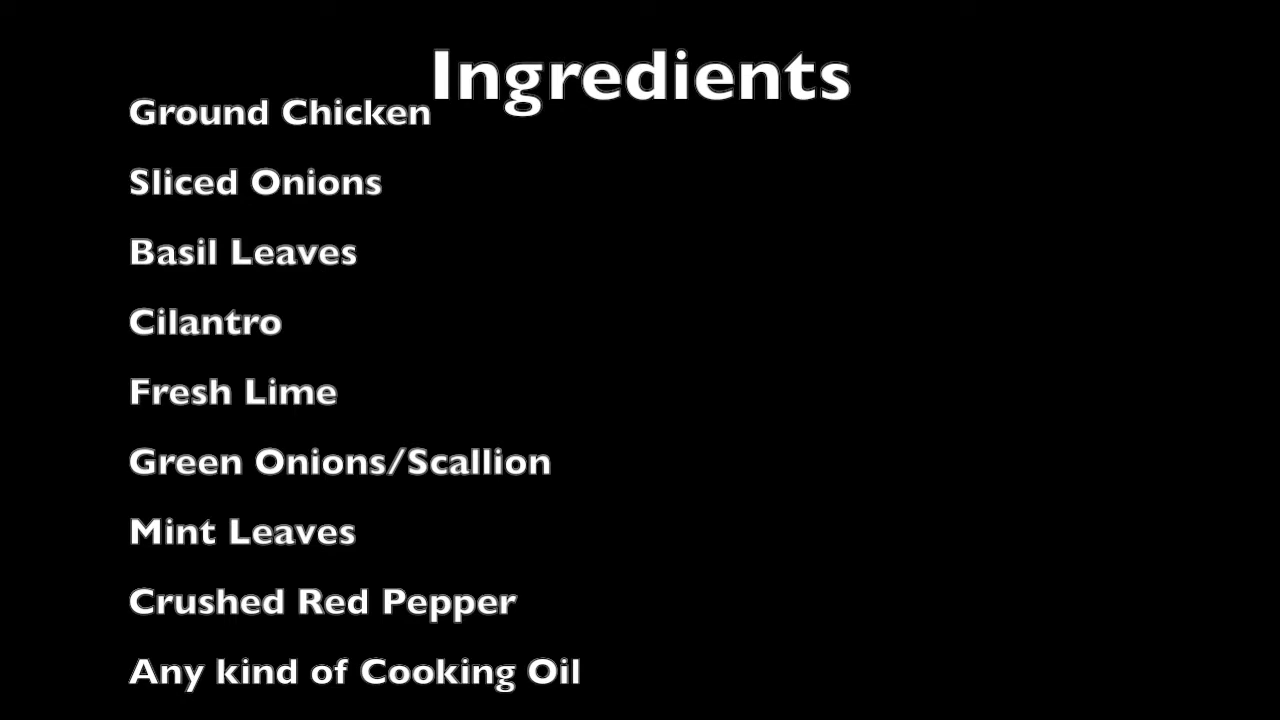 Ingredients
Ground Chicken
Sliced Onions
Basil Leaves
Cilantro
Fresh Lime
Green Onions/Scallion
Mint Leaves
Crushed Red Pepper
Any kind of Cooking Oil